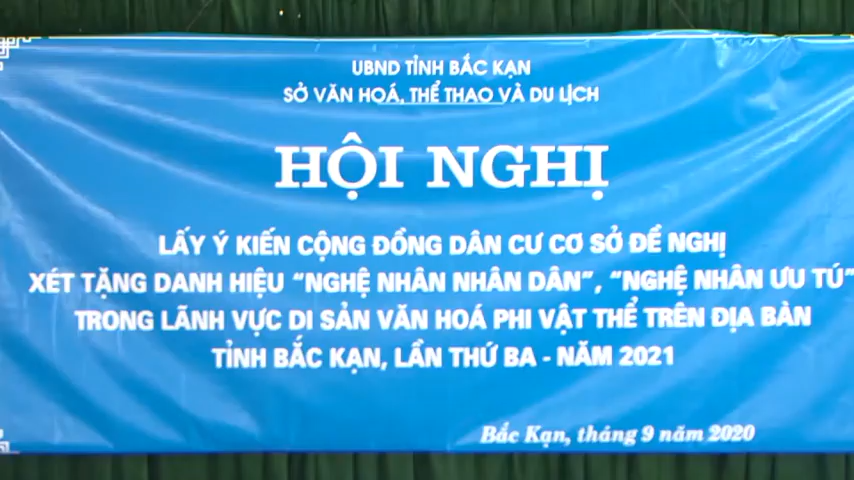 UBND TỈNH BẮC KẠN
SỞ VĂN HOÁ, THỂ THAO VÀ DU LỊCH
HỘI NGHỊ
LẤY Ý KIẾN CỘNG ĐỒNG DÂN CƯ CƠ SỞ ĐỀ NGHỊ
XÉT TẶNG DANH HIỆU “NGHỆ NHÂN NHÂN DÂN”, “NGHỆ NHÂN ƯU TÚ”
TRONG LÃNH VỰC DI SẢN VĂN HOÁ PHI VẬT THỂ TRÊN ĐỊA BÀN
TỈNH BẮC KẠN, LẦN THỨ BA - NĂM 2021
Bắc Kạn, tháng 9 năm 2020